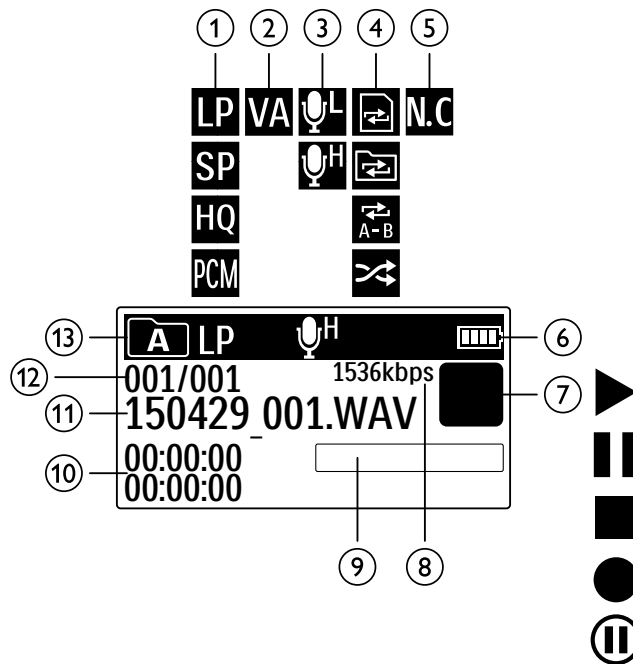 1 2 3 4 5
LP VA L N.C
SP H
HQ A-B
PCM
13 A LP H 6
12 001/001 1536kbps 7
11 150429_001.WAV
10 00:00:00
00:00:00
9 8